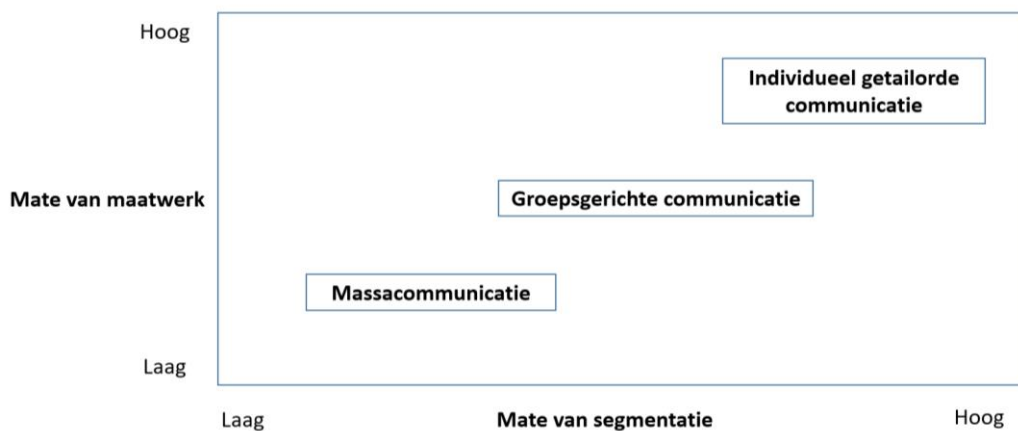 Hoog
Individueel getailorde
communicatie
Mate van maatwerk
Groepsgerichte communicatie
Massacommunicatie
Laag
Laag
Mate van segmentatie
Hoog